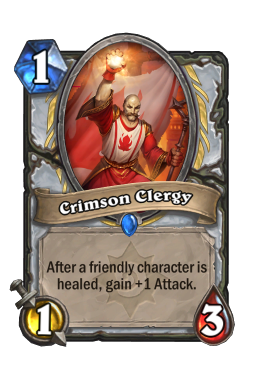 1
Crimson Clergy
After a friendly character is
healed, gain +1 Attack.
1
3